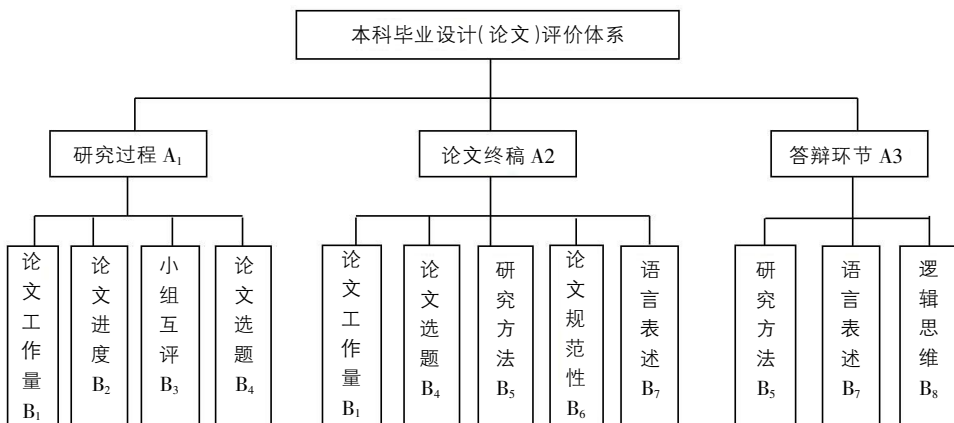 本科毕业设计(论文)评价体系
研究过程 A₁
论文终稿 A2
答辩环节 A3
论文工作量 B₁
论文进度 B₂
小组互评 B₃
论文选题 B₄
论文工作量 B₁
论文选题 B₄
研究方法 B₅
论文规范性 B₆
语言表述 B₇
研究方法 B₅
语言表述 B₇
逻辑思维 B₈